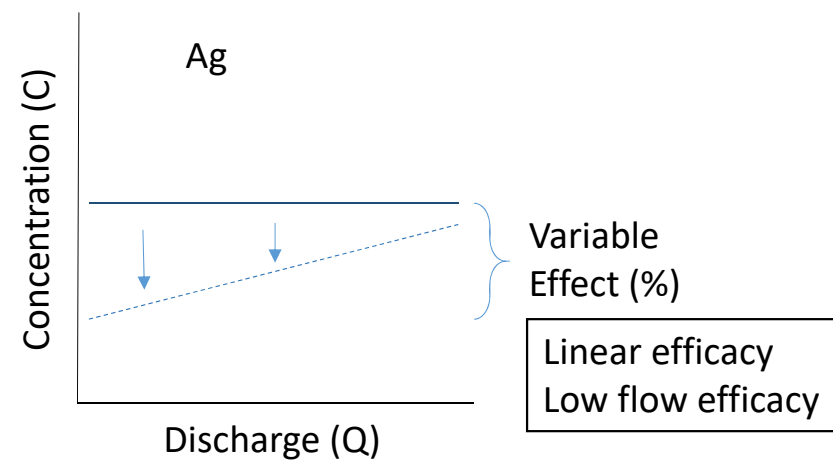 Ag
Concentration (C)
Variable
Effect (%)
Linear efficacy
Low flow efficacy
Discharge (Q)